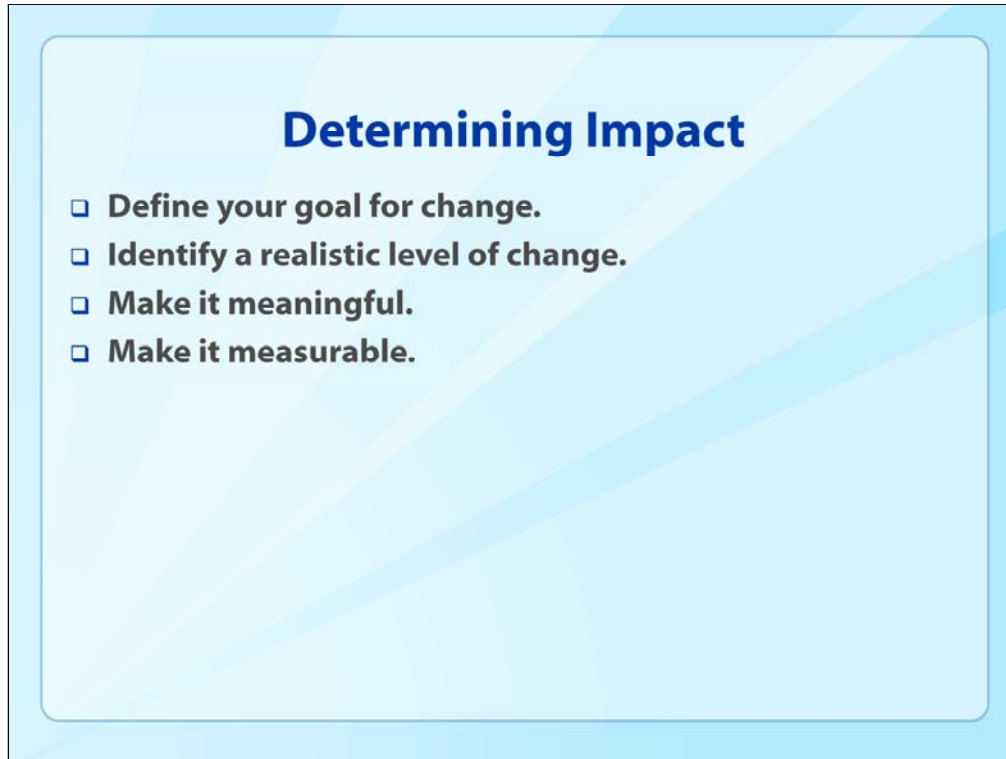 Determining Impact
Define your goal for change.
Identify a realistic level of change.
Make it meaningful.
Make it measurable.